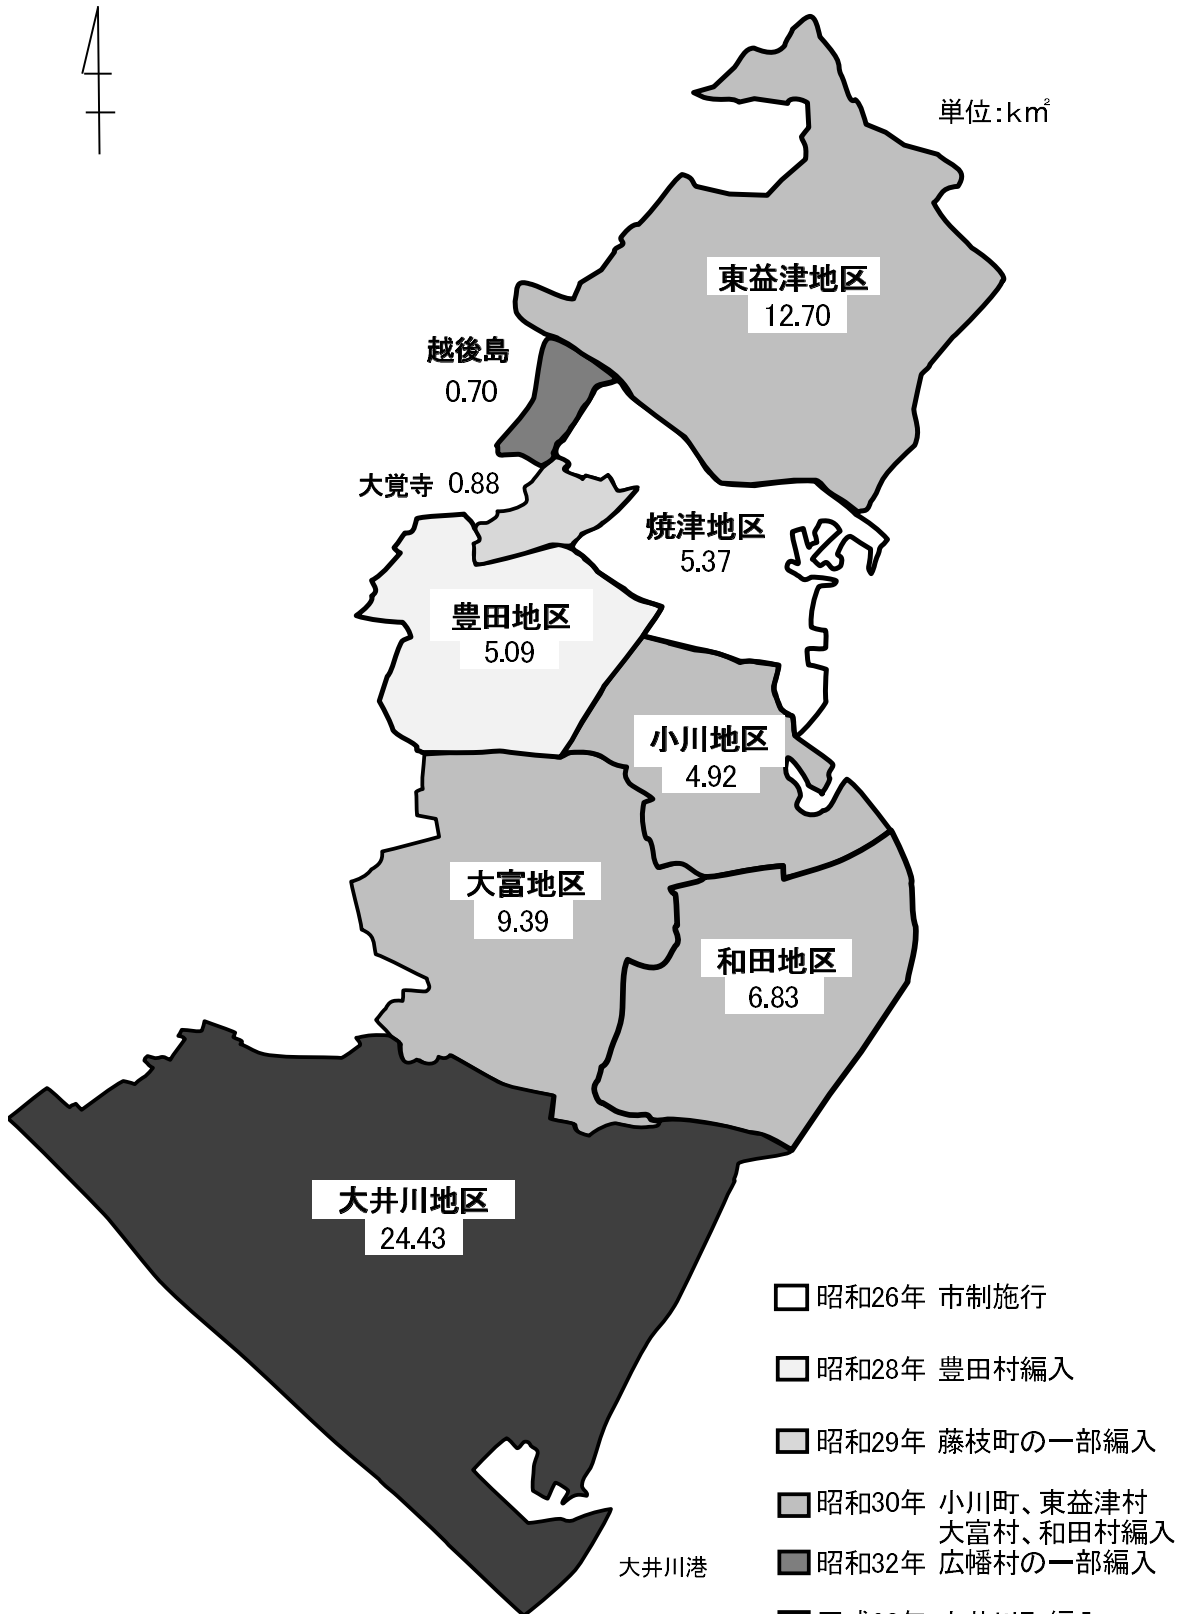 単位:km²
東益津地区
12.70
越後島
0.70
大覚寺 0.88
焼津地区
5.37
豊田地区
5.09
小川地区
4.92
大富地区
9.39
和田地区
6.83
大井川地区
24.43
昭和26年 市制施行
昭和28年 豊田村編入
昭和29年 藤枝町の一部編入
昭和30年 小川町、東益津村
大富村、和田村編入
昭和32年 広幡村の一部編入
大井川港